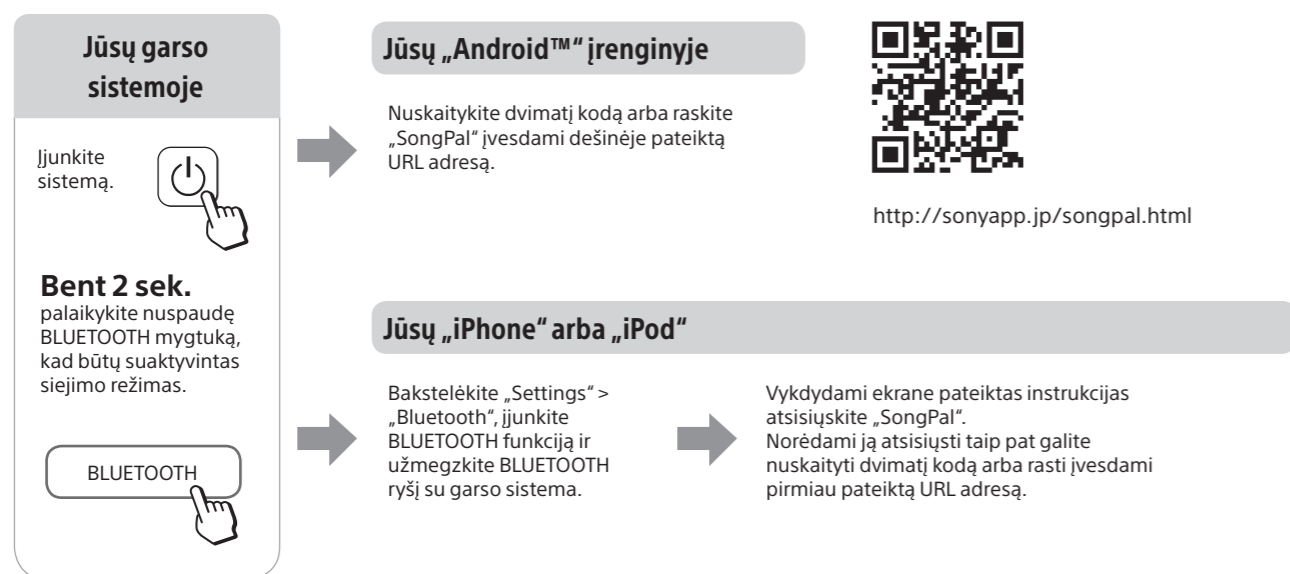 Jūsų garso
sistemoje
Įjunkite
sistemą.
Bent 2 sek.
palaikykite nuspaudę
BLUETOOTH mygtuką,
kad būtų suaktyvintas
siejimo režimas.
BLUETOOTH
Jūsų „Android™“ įrenginyje
Nuskaitykite dvimatį kodą arba raskite
„SongPal“ įvesdami dešinėje pateiktą
URL adresą.
http://sonyapp.jp/songpal.html
Jūsų „iPhone“ arba „iPod“
Bakstelėkite „Settings“ >
„Bluetooth“, įjunkite
BLUETOOTH funkciją ir
užmegzkite BLUETOOTH
ryšį su garso sistema.
Vykdydami ekrane pateiktas instrukcijas
atsisiųskite „SongPal“.
Norėdami ją atsisiųsti taip pat galite
nuskaityti dvimatį kodą arba rasti įvesdami
pirmiau pateiktą URL adresą.